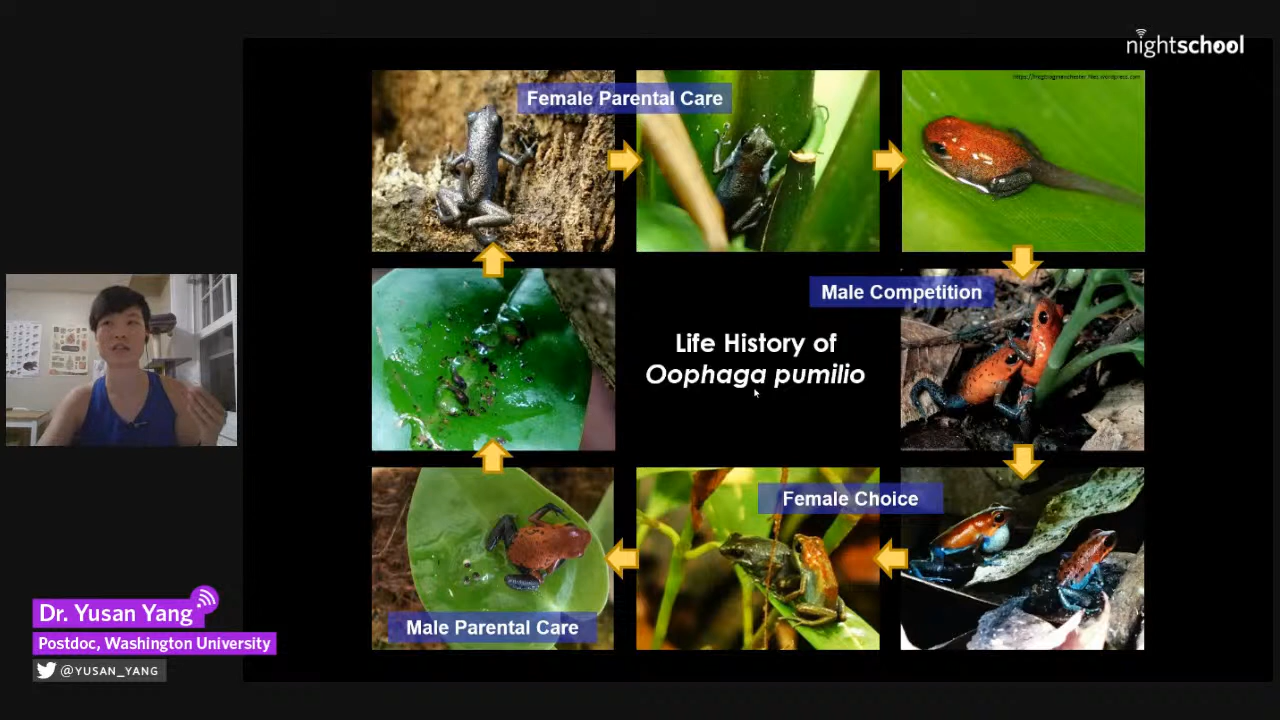 nightschool
Female Parental Care
Male Competition
Life History of
Oophaga pumilio
Female Choice
Male Parental Care
Dr. Yusan Yang
Postdoc, Washington University
@YUSAN_YANG